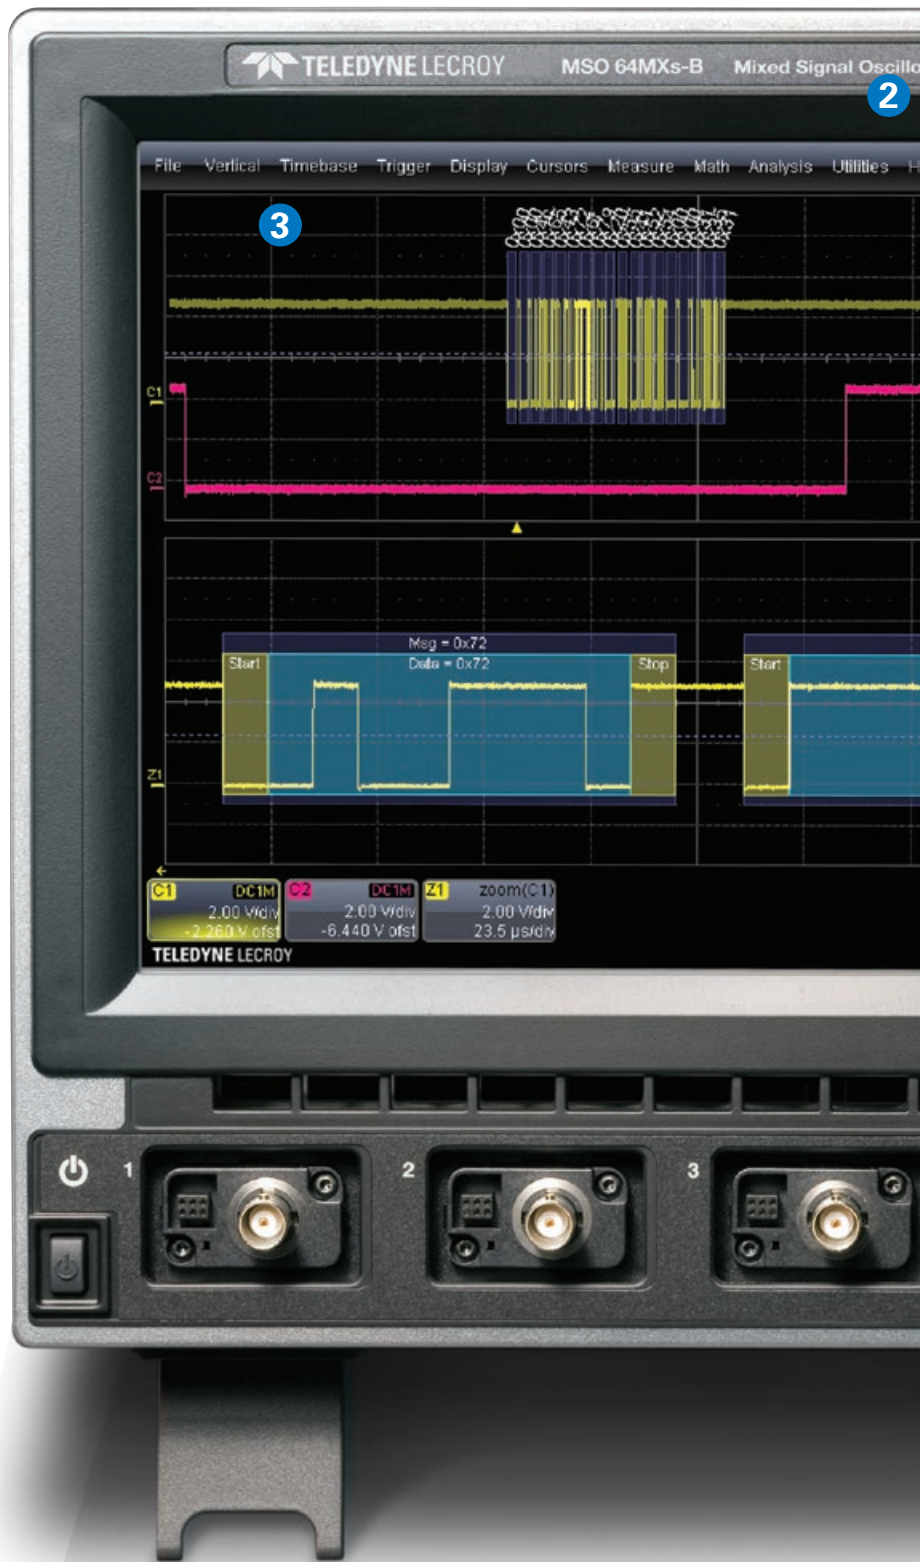 TELEDYNE LECROY MSO 64MXs-B Mixed Signal Oscillo
2
File Vertical Timebase Trigger Display Cursors Measure Math Analysis Utilities
3
C1
C2
Msg = 0x72
Start Data = 0x72 Stop Start
Z1
C1 DC1M C2 DC1M Z1 zoom(C1)
2.00 V/div 2.00 V/div 2.00 V/div
-2.260 V ofst -6.440 V ofst 23.5 µs/div
TELEDYNE LECROY
1 2 3